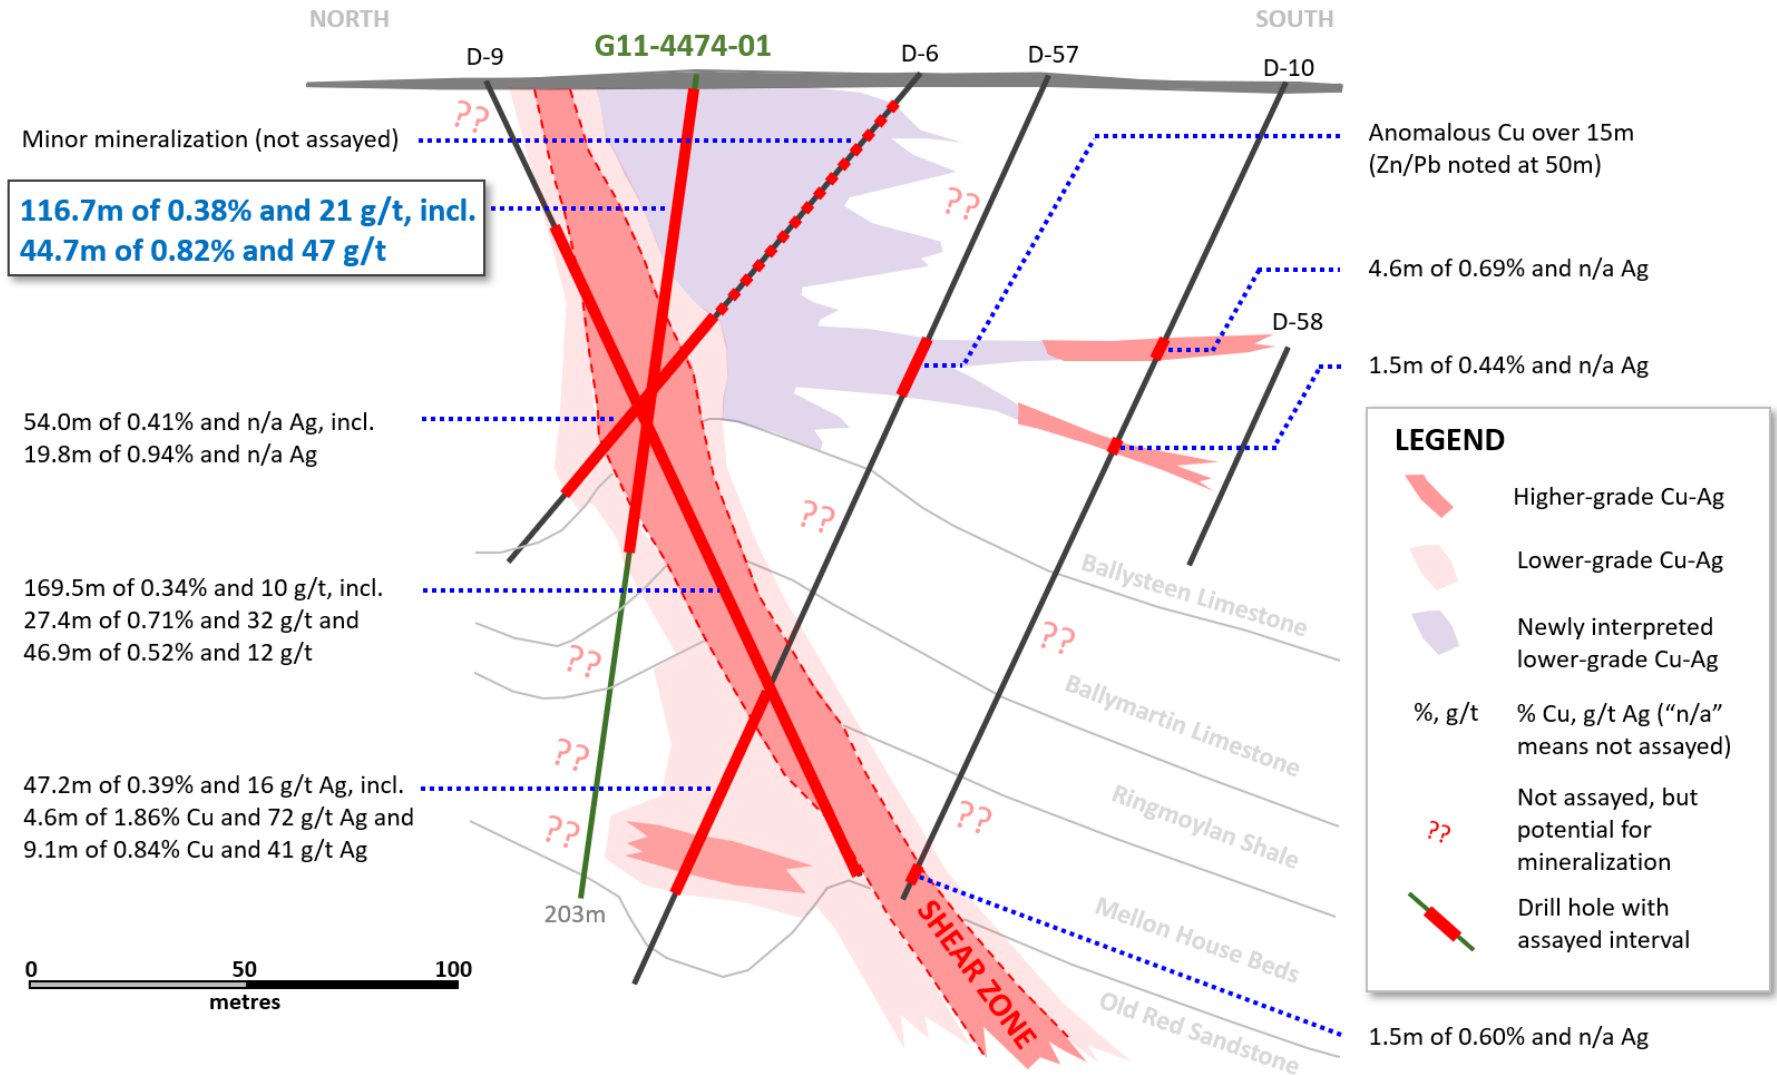 NORTH
SOUTH
D-9
G11-4474-01
D-6
D-57
D-10
Minor mineralization (not assayed)
116.7m of 0.38% and 21 g/t, incl.
44.7m of 0.82% and 47 g/t
54.0m of 0.41% and n/a Ag, incl.
19.8m of 0.94% and n/a Ag
169.5m of 0.34% and 10 g/t, incl.
27.4m of 0.71% and 32 g/t and
46.9m of 0.52% and 12 g/t
47.2m of 0.39% and 16 g/t Ag, incl.
4.6m of 1.86% Cu and 72 g/t Ag and
9.1m of 0.84% Cu and 41 g/t Ag
??
??
??
??
??
??
??
??
203m
0 50 100
metres
SHEAR ZONE
Ballysteen Limestone
Ballymartin Limestone
Ringmoylan Shale
Mellon House Beds
Old Red Sandstone
D-58
Anomalous Cu over 15m
(Zn/Pb noted at 50m)
4.6m of 0.69% and n/a Ag
1.5m of 0.44% and n/a Ag
LEGEND
Higher-grade Cu-Ag
Lower-grade Cu-Ag
Newly interpreted
lower-grade Cu-Ag
%, g/t % Cu, g/t Ag (“n/a”
means not assayed)
Not assayed, but
?? potential for
mineralization
Drill hole with
assayed interval
1.5m of 0.60% and n/a Ag